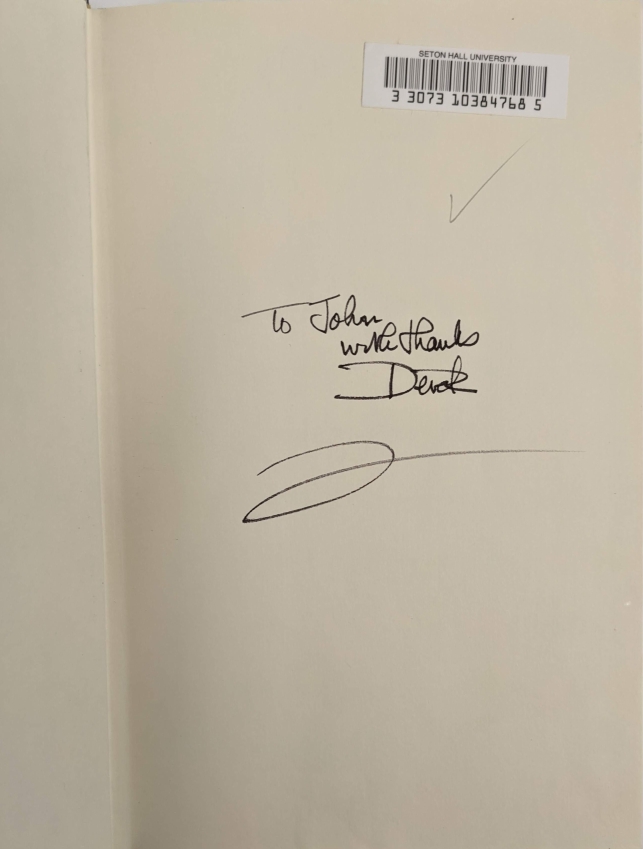 SETON HALL UNIVERSITY
3 3073 10384768 5
To John
with thanks
Derek